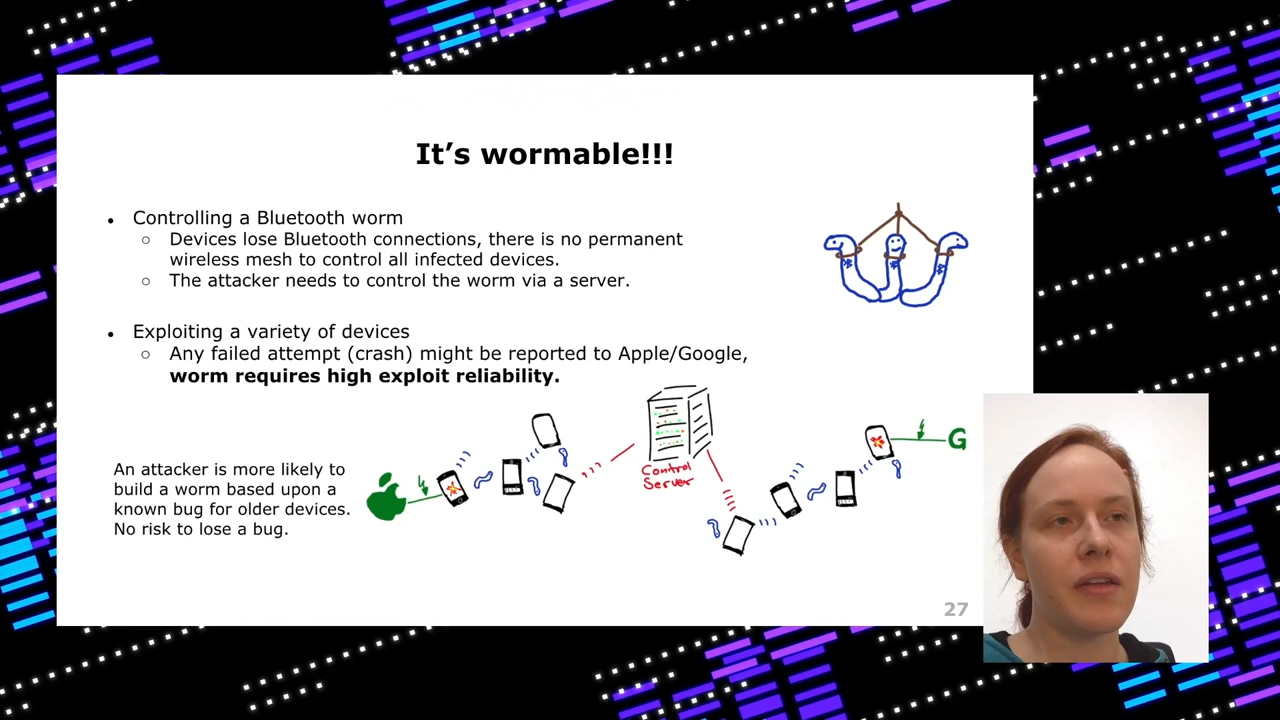 It’s wormable!!!
• Controlling a Bluetooth worm
○ Devices lose Bluetooth connections, there is no permanent
wireless mesh to control all infected devices.
○ The attacker needs to control the worm via a server.
• Exploiting a variety of devices
○ Any failed attempt (crash) might be reported to Apple/Google,
worm requires high exploit reliability.
An attacker is more likely to
build a worm based upon a
known bug for older devices.
No risk to lose a bug.
Control
Server
G
27